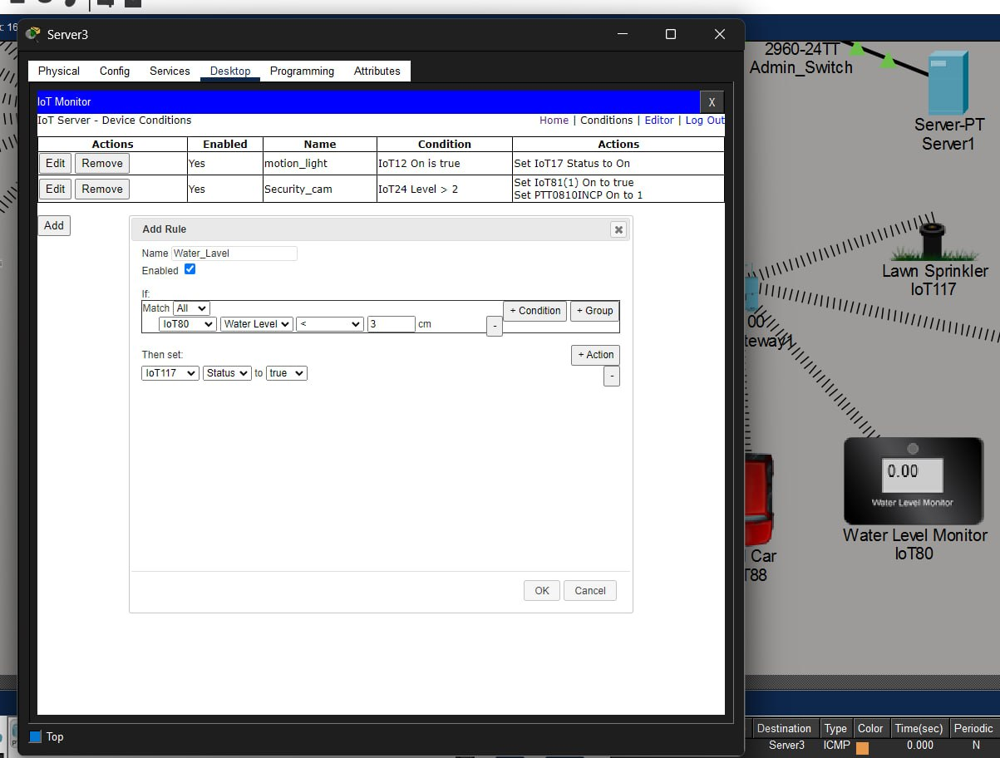 x: 16
Server3
Physical Config Services Desktop Programming Attributes
IoT Monitor X
IoT Server - Device Conditions Home | Conditions | Editor | Log Out
Actions Enabled Name Condition Actions
Edit Remove Yes motion_light IoT12 On is true Set IoT17 Status to On
Edit Remove Yes Security_cam IoT24 Level > 2 Set IoT81(1) On to true
Set PTT0810INCP On to 1
Add
Add Rule
Name Water_Lavel
Enabled
If:
Match All + Condition + Group
IoT80 Water Level < 3 cm -
Then set: + Action
IoT117 Status to true -
OK Cancel
Top
2960-24TT
Admin_Switch
Server-PT
Server1
Lawn Sprinkler
IoT117
00
teway1
0.00
Water Level Monitor
Water Level Monitor
IoT80
Car
T88
Destination Type Color Time(sec) Periodic
Server3 ICMP 0.000 N